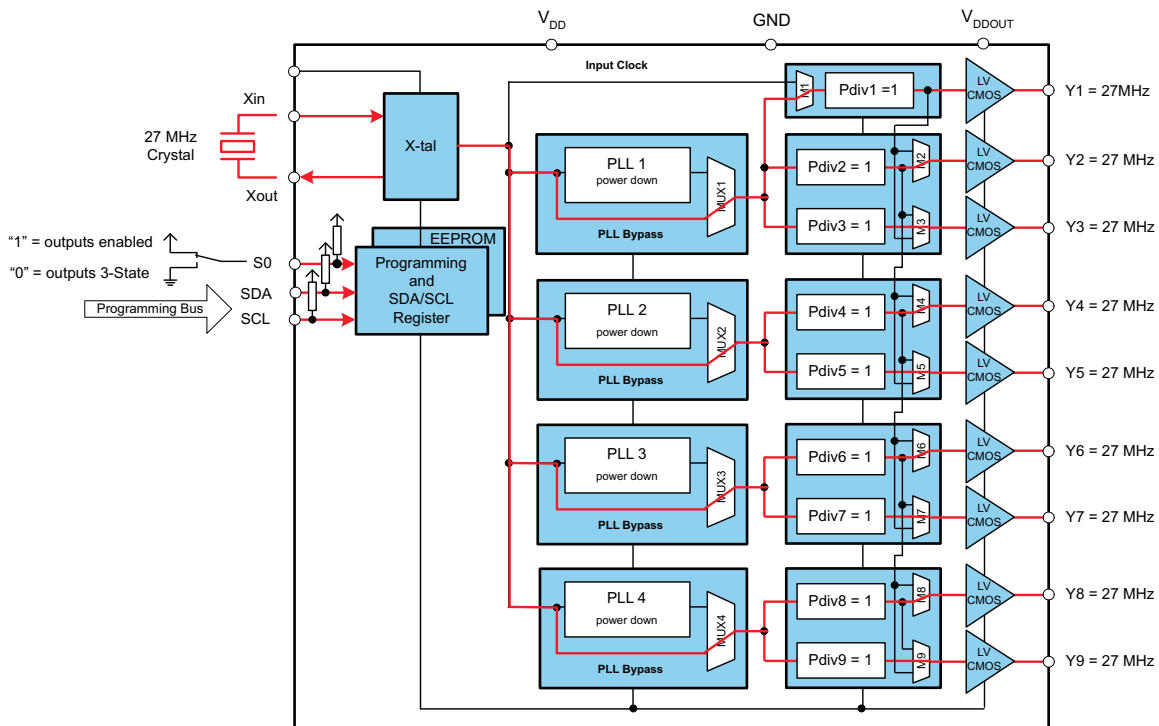 V_DD
GND
V_DDOUT
Input Clock
Xin
27 MHz
Crystal
Xout
X-tal
M1
Pdiv1 =1
LV
CMOS
Y1 = 27MHz
PLL 1
power down
MUX1
PLL Bypass
Pdiv2 = 1
M2
LV
CMOS
Y2 = 27 MHz
Pdiv3 = 1
M3
LV
CMOS
Y3 = 27 MHz
“1” = outputs enabled
“0” = outputs 3-State
S0
SDA
SCL
Programming Bus
EEPROM
Programming
and
SDA/SCL
Register
PLL 2
power down
MUX2
PLL Bypass
Pdiv4 = 1
M4
LV
CMOS
Y4 = 27 MHz
Pdiv5 = 1
M5
LV
CMOS
Y5 = 27 MHz
PLL 3
power down
MUX3
PLL Bypass
Pdiv6 = 1
M6
LV
CMOS
Y6 = 27 MHz
Pdiv7 = 1
M7
LV
CMOS
Y7 = 27 MHz
PLL 4
power down
MUX4
PLL Bypass
Pdiv8 = 1
M8
LV
CMOS
Y8 = 27 MHz
Pdiv9 = 1
M9
LV
CMOS
Y9 = 27 MHz